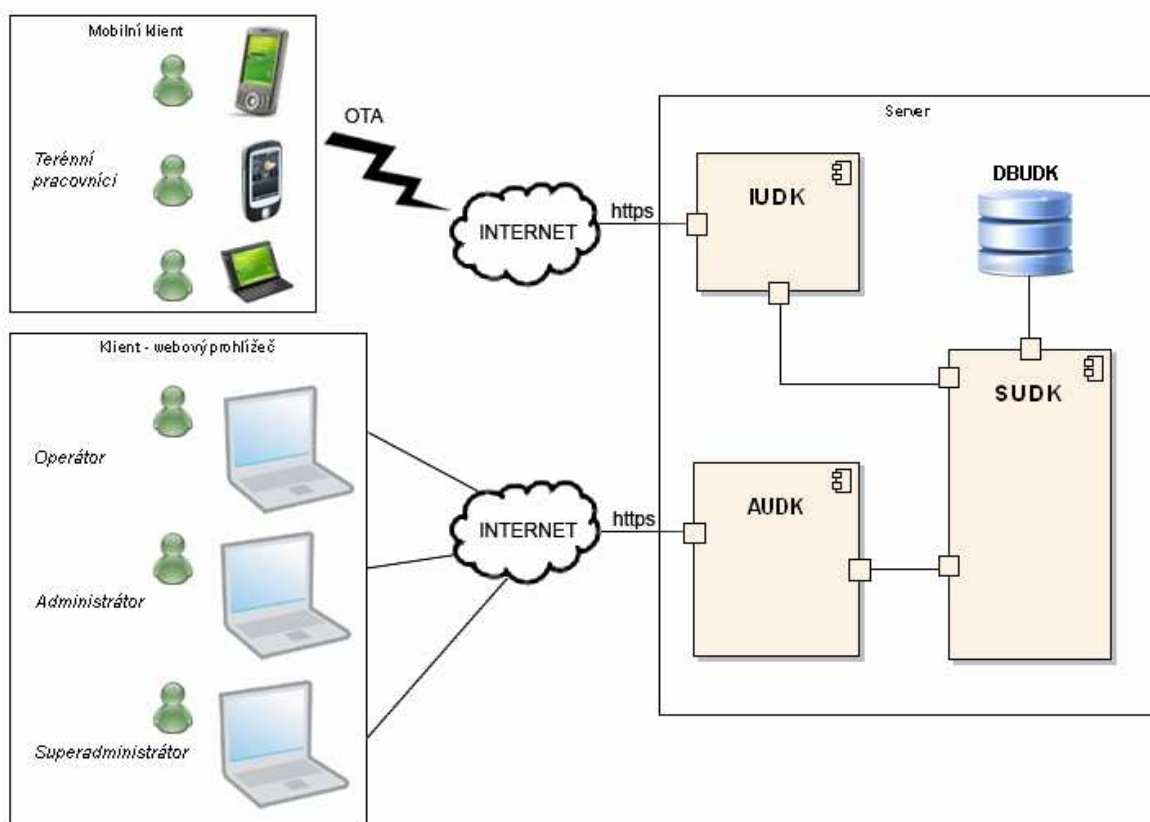 Mobilní klient
Terénní
pracovníci
OTA
INTERNET
https
Server
IUDK
DBUDK
SUDK
AUDK
Klient - webový prohlížeč
Operátor
Administrátor
Superadministrátor
INTERNET
https